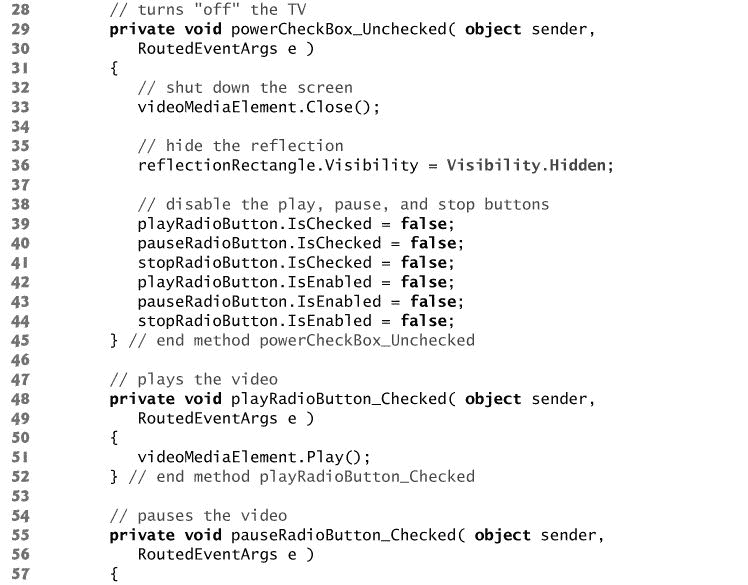 28 // turns "off" the TV
29 private void powerCheckBox_Unchecked( object sender,
30 RoutedEventArgs e )
31 {
32 // shut down the screen
33 videoMediaElement.Close();
34
35 // hide the reflection
36 reflectionRectangle.Visibility = Visibility.Hidden;
37
38 // disable the play, pause, and stop buttons
39 playRadioButton.IsChecked = false;
40 pauseRadioButton.IsChecked = false;
41 stopRadioButton.IsChecked = false;
42 playRadioButton.IsEnabled = false;
43 pauseRadioButton.IsEnabled = false;
44 stopRadioButton.IsEnabled = false;
45 } // end method powerCheckBox_Unchecked
46
47 // plays the video
48 private void playRadioButton_Checked( object sender,
49 RoutedEventArgs e )
50 {
51 videoMediaElement.Play();
52 } // end method playRadioButton_Checked
53
54 // pauses the video
55 private void pauseRadioButton_Checked( object sender,
56 RoutedEventArgs e )
57 {